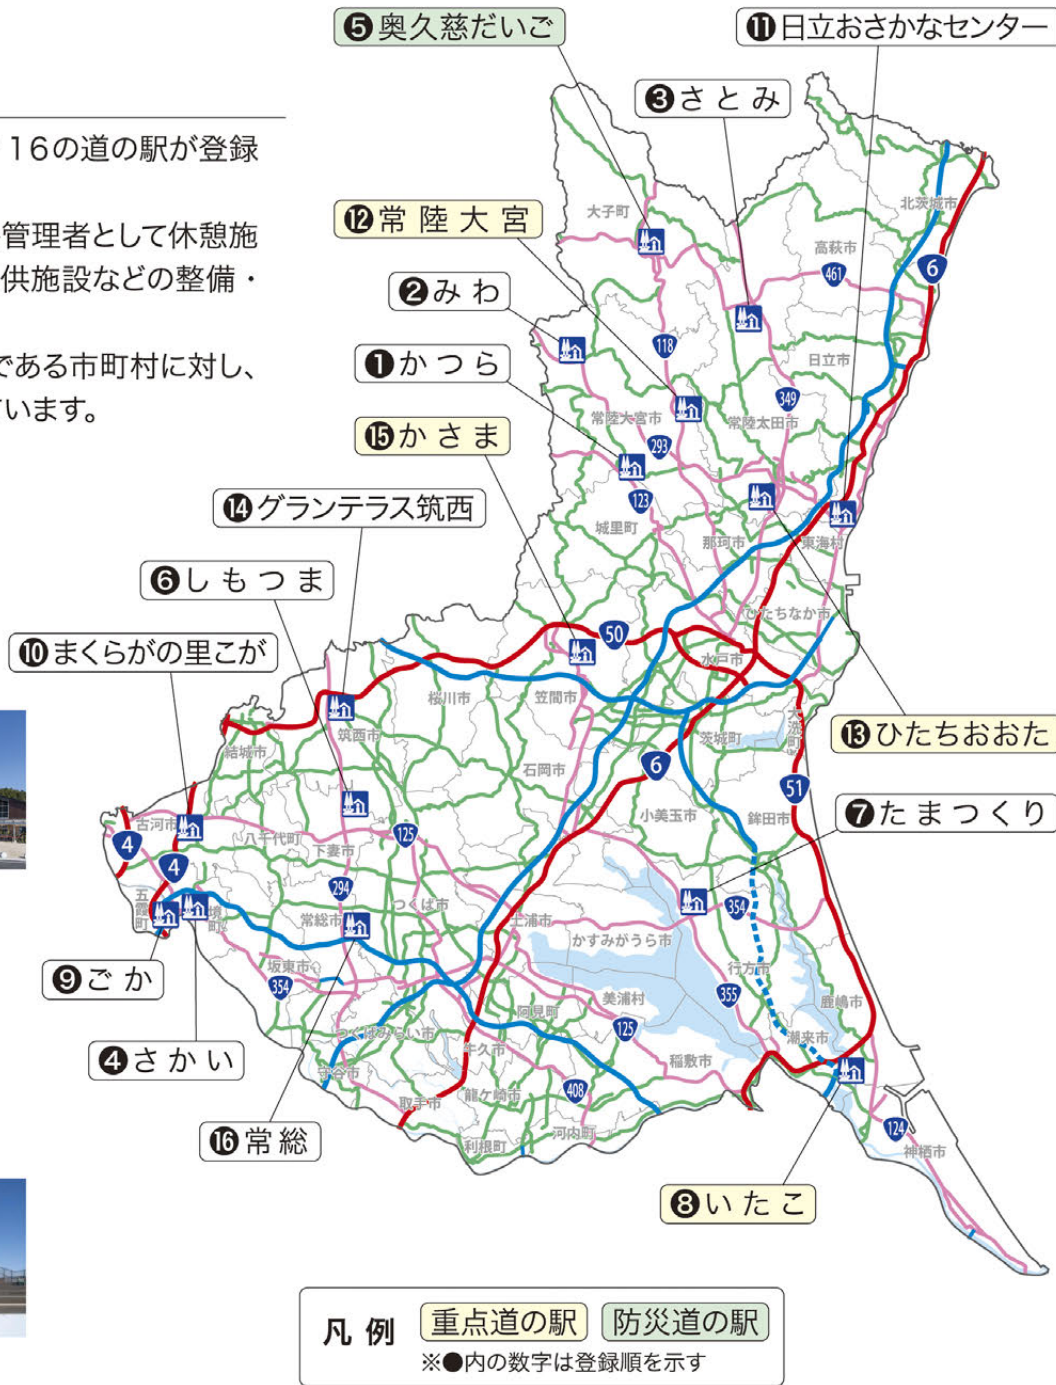 16の道の駅が登録
管理者として休憩施
供施設などの整備・
である市町村に対し、
ています。
❺奥久慈だいご
⓫日立おさかなセンター
❸さとみ
⓬常陸大宮
❷みわ
❶かつら
⓯かさま
⓮グランテラス筑西
❻しもつま
❿まくらがの里こが
⓭ひたちおおた
❼たまつくり
❾ごか
❹さかい
⓰常総
❽いたこ
大子町
北茨城市
高萩市
461
6
118
日立市
349
常陸大宮市
常陸太田市
293
123
城里町
那珂市
東海村
ひたちなか市
50
水戸市
桜川市
笠間市
筑西市
大洗町
茨城町
結城市
石岡市
6
51
小美玉市
鉾田市
古河市
4
八千代町
下妻市
125
4
294
つくば市
五霞町
境町
常総市
土浦市
354
かすみがうら市
坂東市
354
行方市
355
美浦村
鹿嶋市
阿見町
125
つくばみらい市
潮来市
牛久市
守谷市
稲敷市
408
龍ケ崎市
取手市
河内町
利根町
124
神栖市
凡例
重点道の駅
防災道の駅
※●内の数字は登録順を示す